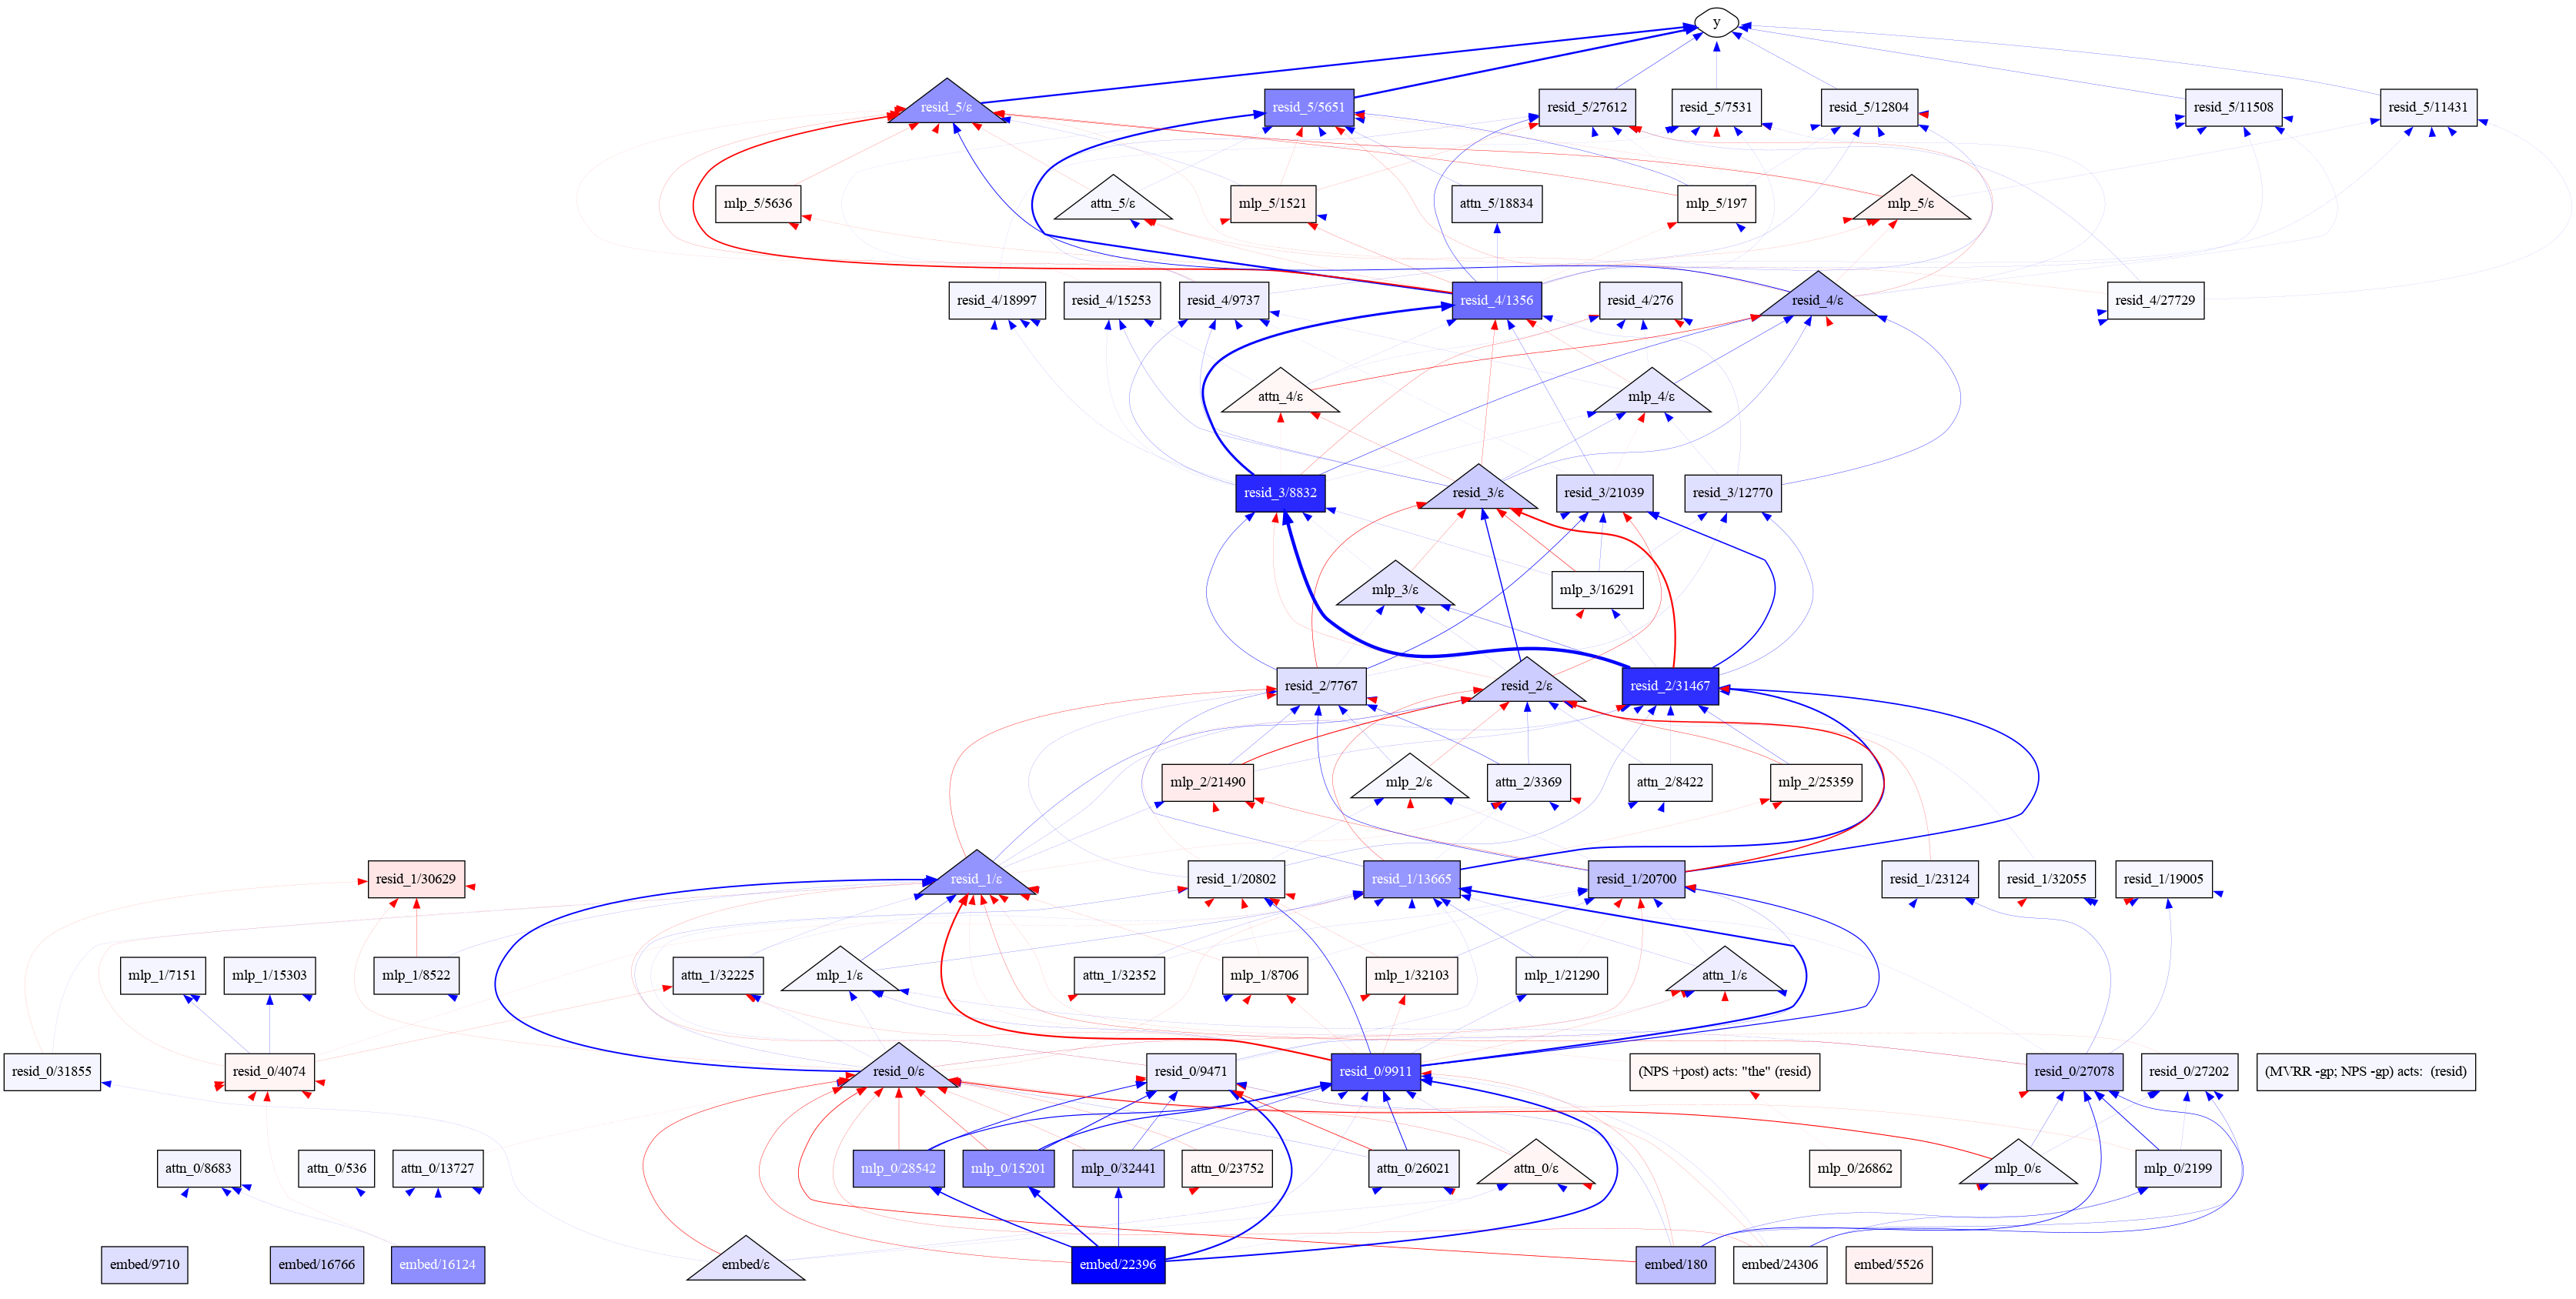 y
resid_5/ε
resid_5/5651
resid_5/27612
resid_5/7531
resid_5/12804
resid_5/11508
resid_5/11431
mlp_5/5636
attn_5/ε
mlp_5/1521
attn_5/18834
mlp_5/197
mlp_5/ε
resid_4/18997
resid_4/15253
resid_4/9737
resid_4/1356
resid_4/276
resid_4/ε
resid_4/27729
attn_4/ε
mlp_4/ε
resid_3/8832
resid_3/ε
resid_3/21039
resid_3/12770
mlp_3/ε
mlp_3/16291
resid_2/7767
resid_2/ε
resid_2/31467
mlp_2/21490
mlp_2/ε
attn_2/3369
attn_2/8422
mlp_2/25359
resid_1/30629
resid_1/ε
resid_1/20802
resid_1/13665
resid_1/20700
resid_1/23124
resid_1/32055
resid_1/19005
mlp_1/7151
mlp_1/15303
mlp_1/8522
attn_1/32225
mlp_1/ε
attn_1/32352
mlp_1/8706
mlp_1/32103
mlp_1/21290
attn_1/ε
resid_0/31855
resid_0/4074
resid_0/ε
resid_0/9471
resid_0/9911
(NPS +post) acts: "the" (resid)
resid_0/27078
resid_0/27202
(MVRR -gp; NPS -gp) acts:  (resid)
attn_0/8683
attn_0/536
attn_0/13727
mlp_0/28542
mlp_0/15201
mlp_0/32441
attn_0/23752
attn_0/26021
attn_0/ε
mlp_0/26862
mlp_0/ε
mlp_0/2199
embed/9710
embed/16766
embed/16124
embed/ε
embed/22396
embed/180
embed/24306
embed/5526